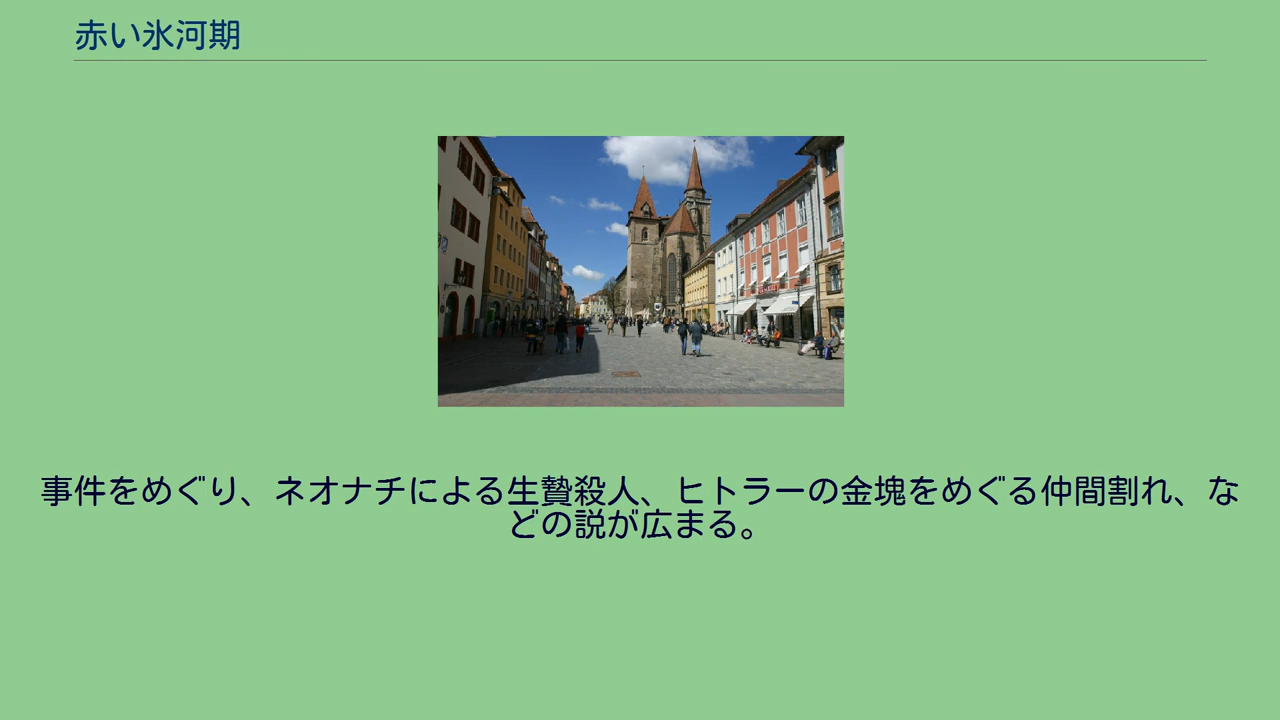 赤い氷河期
事件をめぐり、ネオナチによる生贄殺人、ヒトラーの金塊をめぐる仲間割れ、な
どの説が広まる。